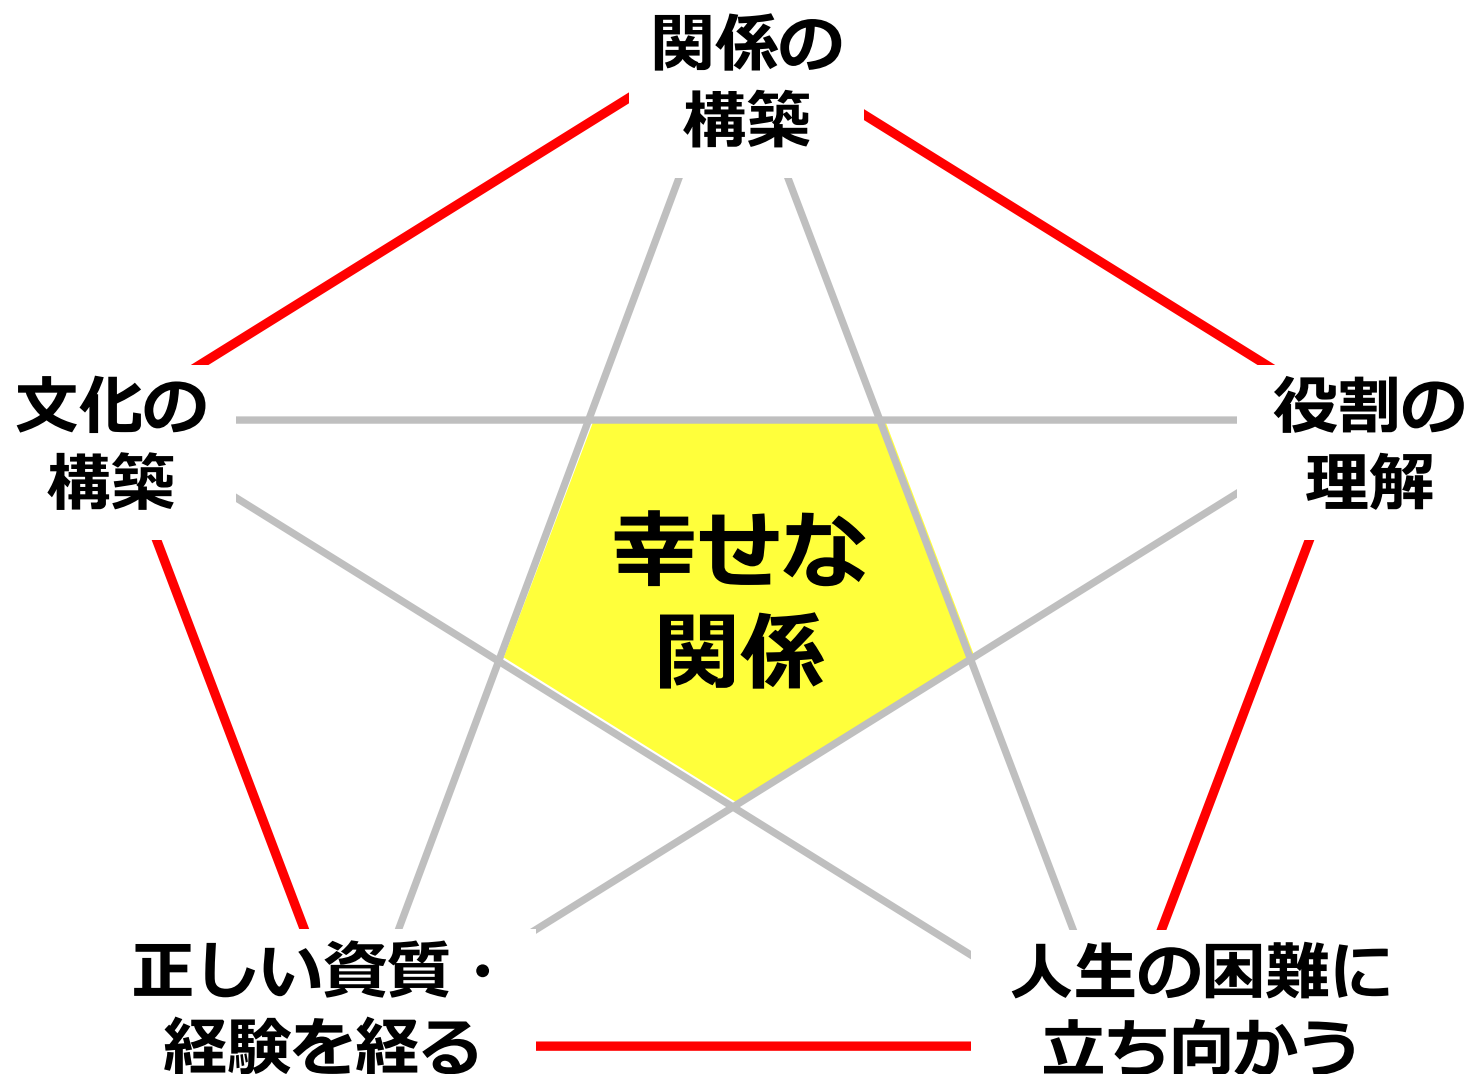 関係の
構築
文化の
構築
役割の
理解
幸せな
関係
正しい資質・
経験を経る
人生の困難に
立ち向かう